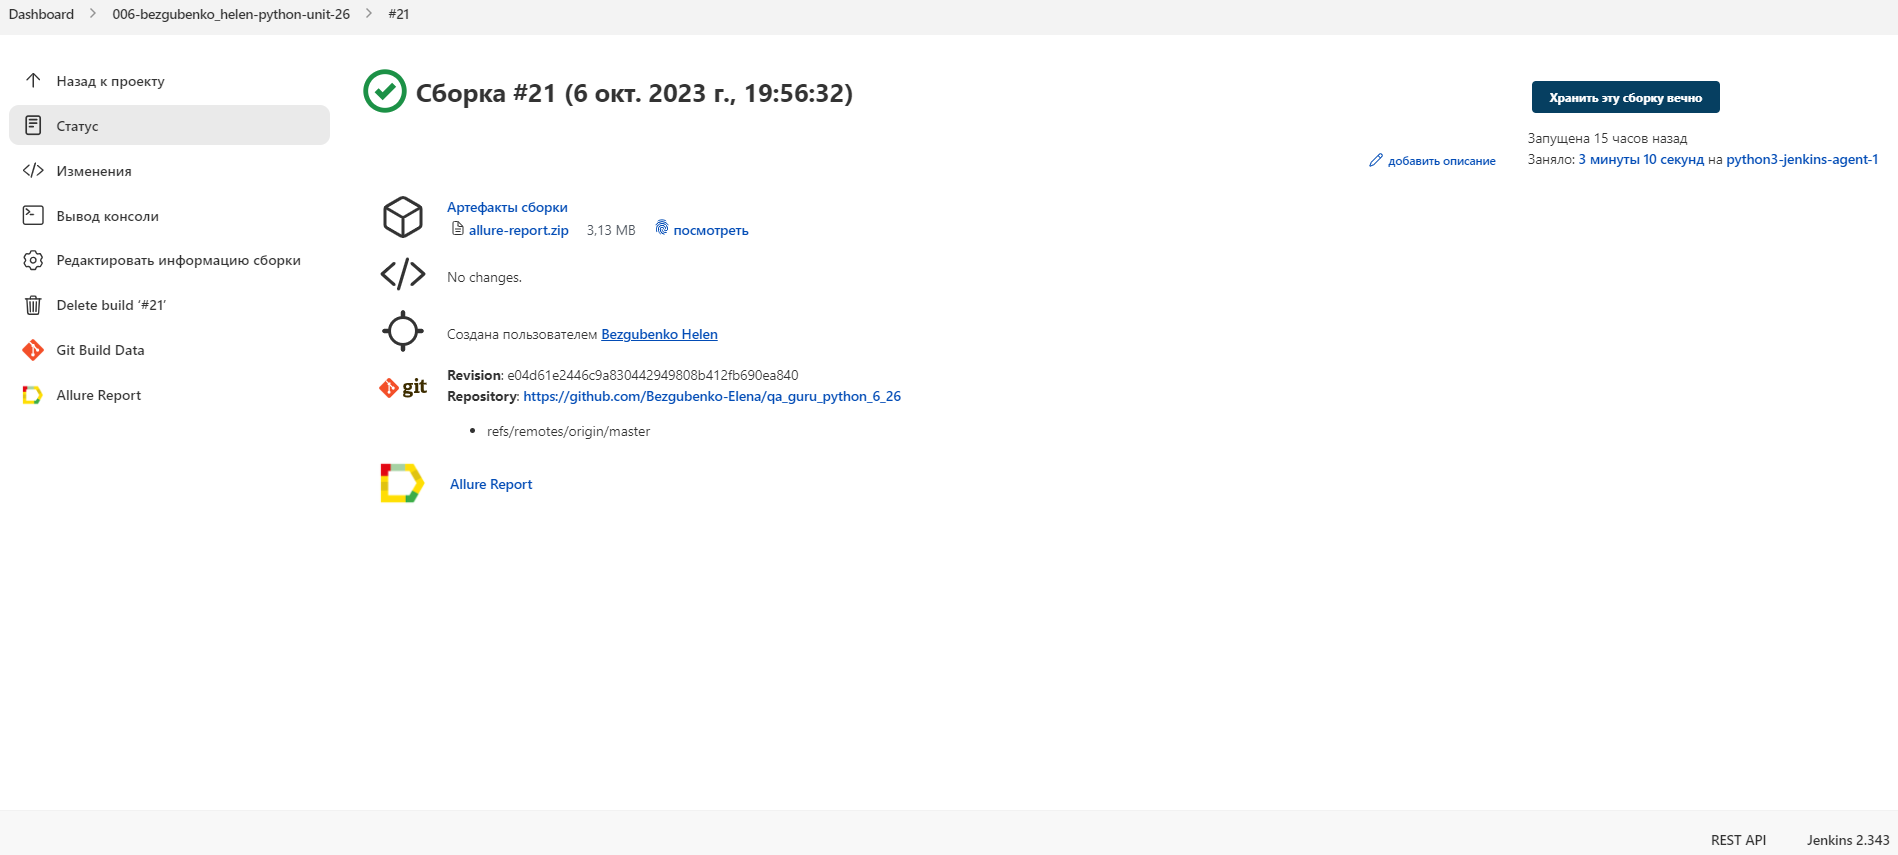 Dashboard 006-bezgubenko_helen-python-unit-26 #21
Назад к проекту
Статус
Изменения
Вывод консоли
Редактировать информацию сборки
Delete build ‘#21’
Git Build Data
Allure Report
Сборка #21 (6 окт. 2023 г., 19:56:32)
Хранить эту сборку вечно
Запущена 15 часов назад
Заняло: 3 минуты 10 секунд на python3-jenkins-agent-1
добавить описание
Артефакты сборки
allure-report.zip 3,13 MB посмотреть
No changes.
Создана пользователем Bezgubenko Helen
git
Revision: e04d61e2446c9a830442949808b412fb690ea840
Repository: https://github.com/Bezgubenko-Elena/qa_guru_python_6_26
refs/remotes/origin/master
Allure Report
REST API Jenkins 2.343